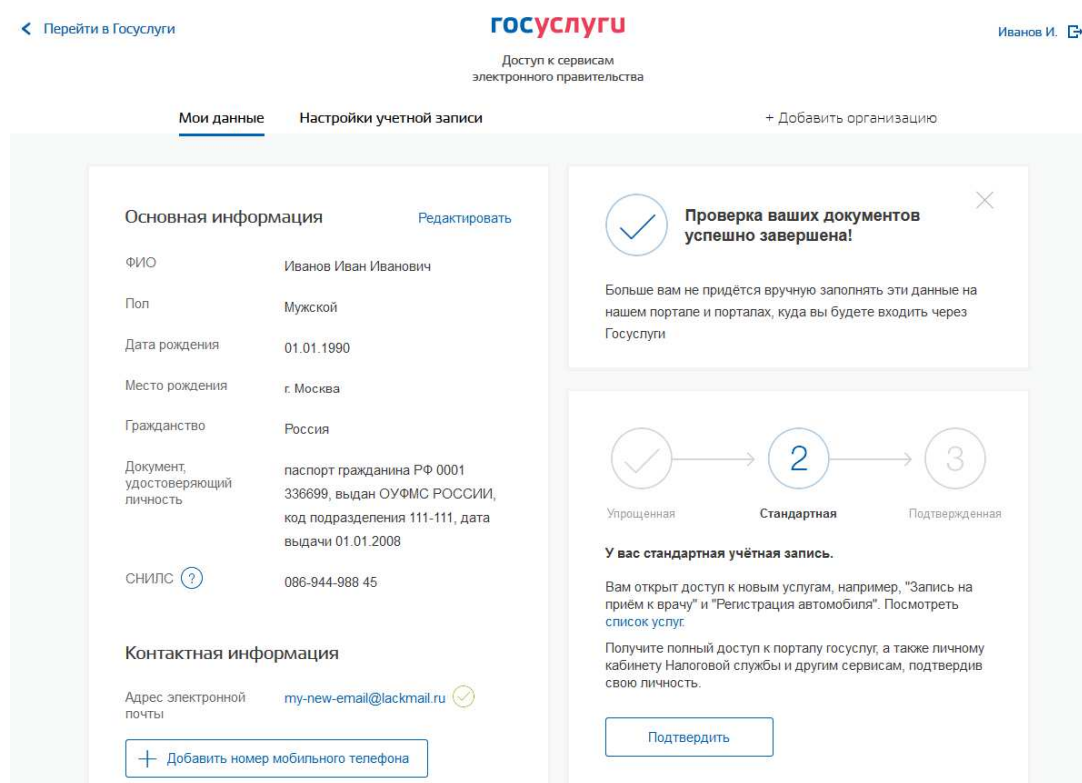 Перейти в Госуслуги
госуслуги
Иванов И.
Доступ к сервисам
электронного правительства
Мои данные
Настройки учетной записи
+ Добавить организацию
Основная информация
Редактировать
ФИО
Иванов Иван Иванович
Пол
Мужской
Дата рождения
01.01.1990
Место рождения
г. Москва
Гражданство
Россия
Документ,
удостоверяющий
личность
паспорт гражданина РФ 0001
336699, выдан ОУФМС РОССИИ,
код подразделения 111-111, дата
выдачи 01.01.2008
СНИЛС ?
086-944-988 45
Контактная информация
Адрес электронной
почты
my-new-email@lackmail.ru
+ Добавить номер мобильного телефона
Проверка ваших документов
успешно завершена!
Больше вам не придётся вручную заполнять эти данные на
нашем портале и порталах, куда вы будете входить через
Госуслуги
2
3
Упрощенная
Стандартная
Подтвержденная
У вас стандартная учётная запись.
Вам открыт доступ к новым услугам, например, "Запись на
приём к врачу" и "Регистрация автомобиля". Посмотреть
список услуг.
Получите полный доступ к порталу госуслуг, а также личному
кабинету Налоговой службы и другим сервисам, подтвердив
свою личность.
Подтвердить